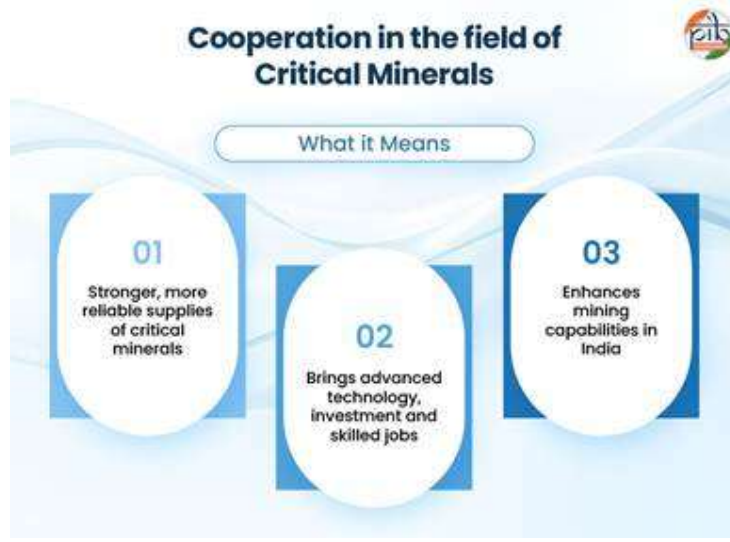 Cooperation in the field of
Critical Minerals
pib
What it Means
01
Stronger, more
reliable supplies
of critical
minerals
02
Brings advanced
technology,
investment and
skilled jobs
03
Enhances
mining
capabilities in
India